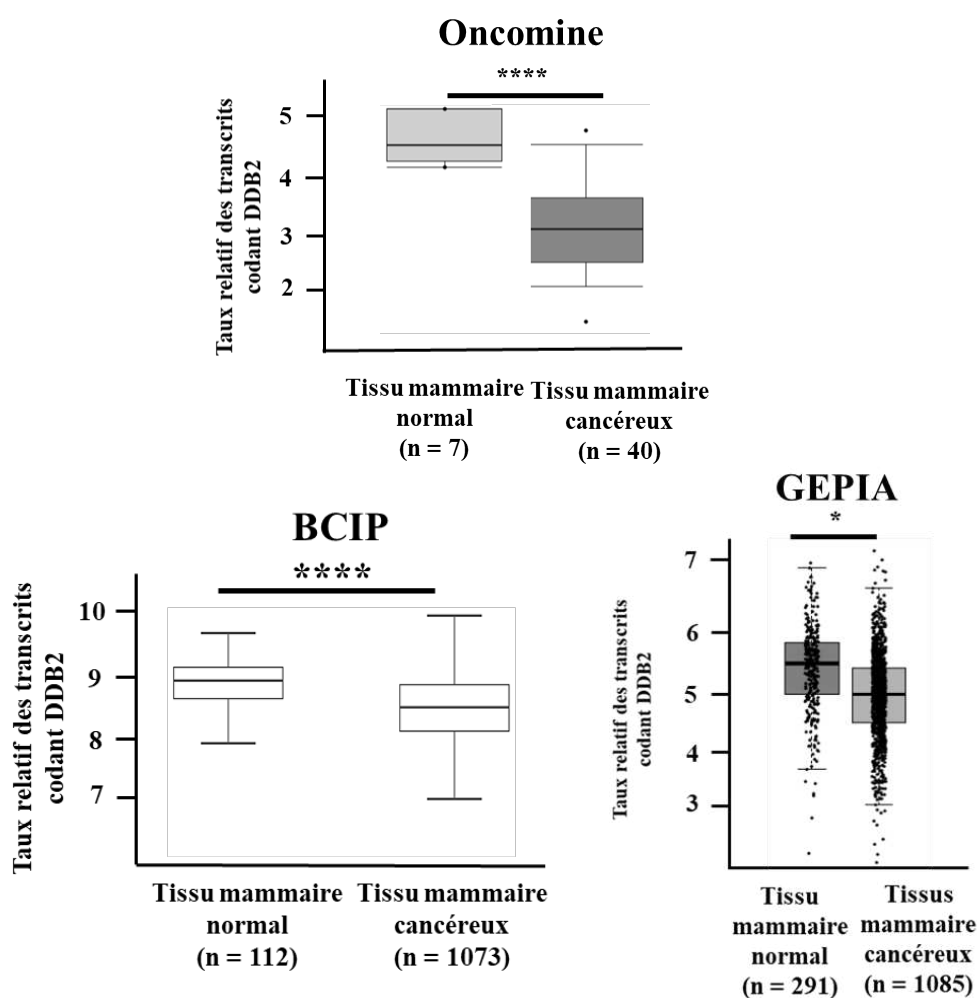 Oncomine
****
Taux relatif des transcrits
codant DDB2
5
4
3
2
Tissu mammaire
normal
(n = 7)
Tissu mammaire
cancéreux
(n = 40)
BCIP
****
Taux relatif des transcrits
codant DDB2
10
9
8
7
Tissu mammaire
normal
(n = 112)
Tissu mammaire
cancéreux
(n = 1073)
GEPIA
*
Taux relatif des transcrits
codant DDB2
7
6
5
4
3
Tissu
mammaire
normal
(n = 291)
Tissus
mammaire
cancéreux
(n = 1085)